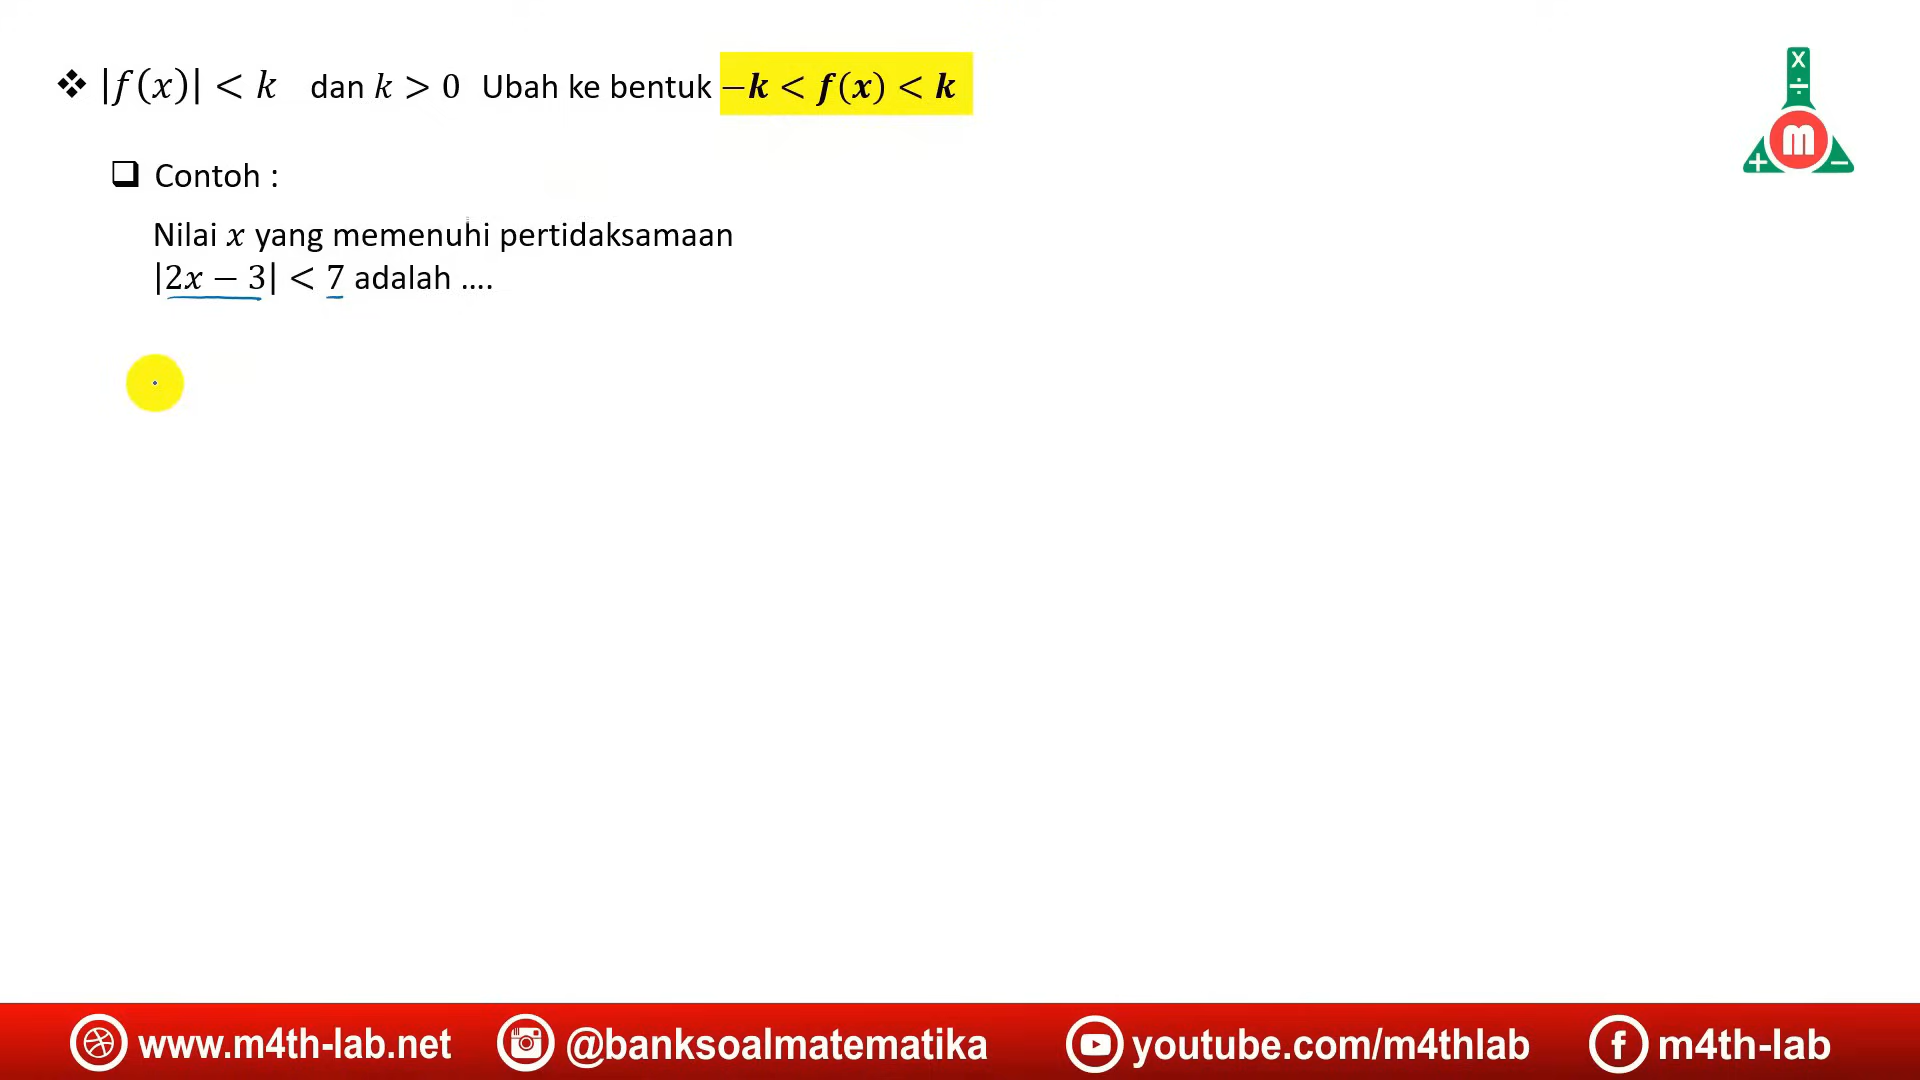 ❖ |f(x)| < k dan k > 0 Ubah ke bentuk −k < f(x) < k
❑ Contoh :
Nilai x yang memenuhi pertidaksamaan
|2x − 3| < 7 adalah ....
x
÷
m
+ −
www.m4th-lab.net @banksoalmatematika youtube.com/m4thlab f m4th-lab